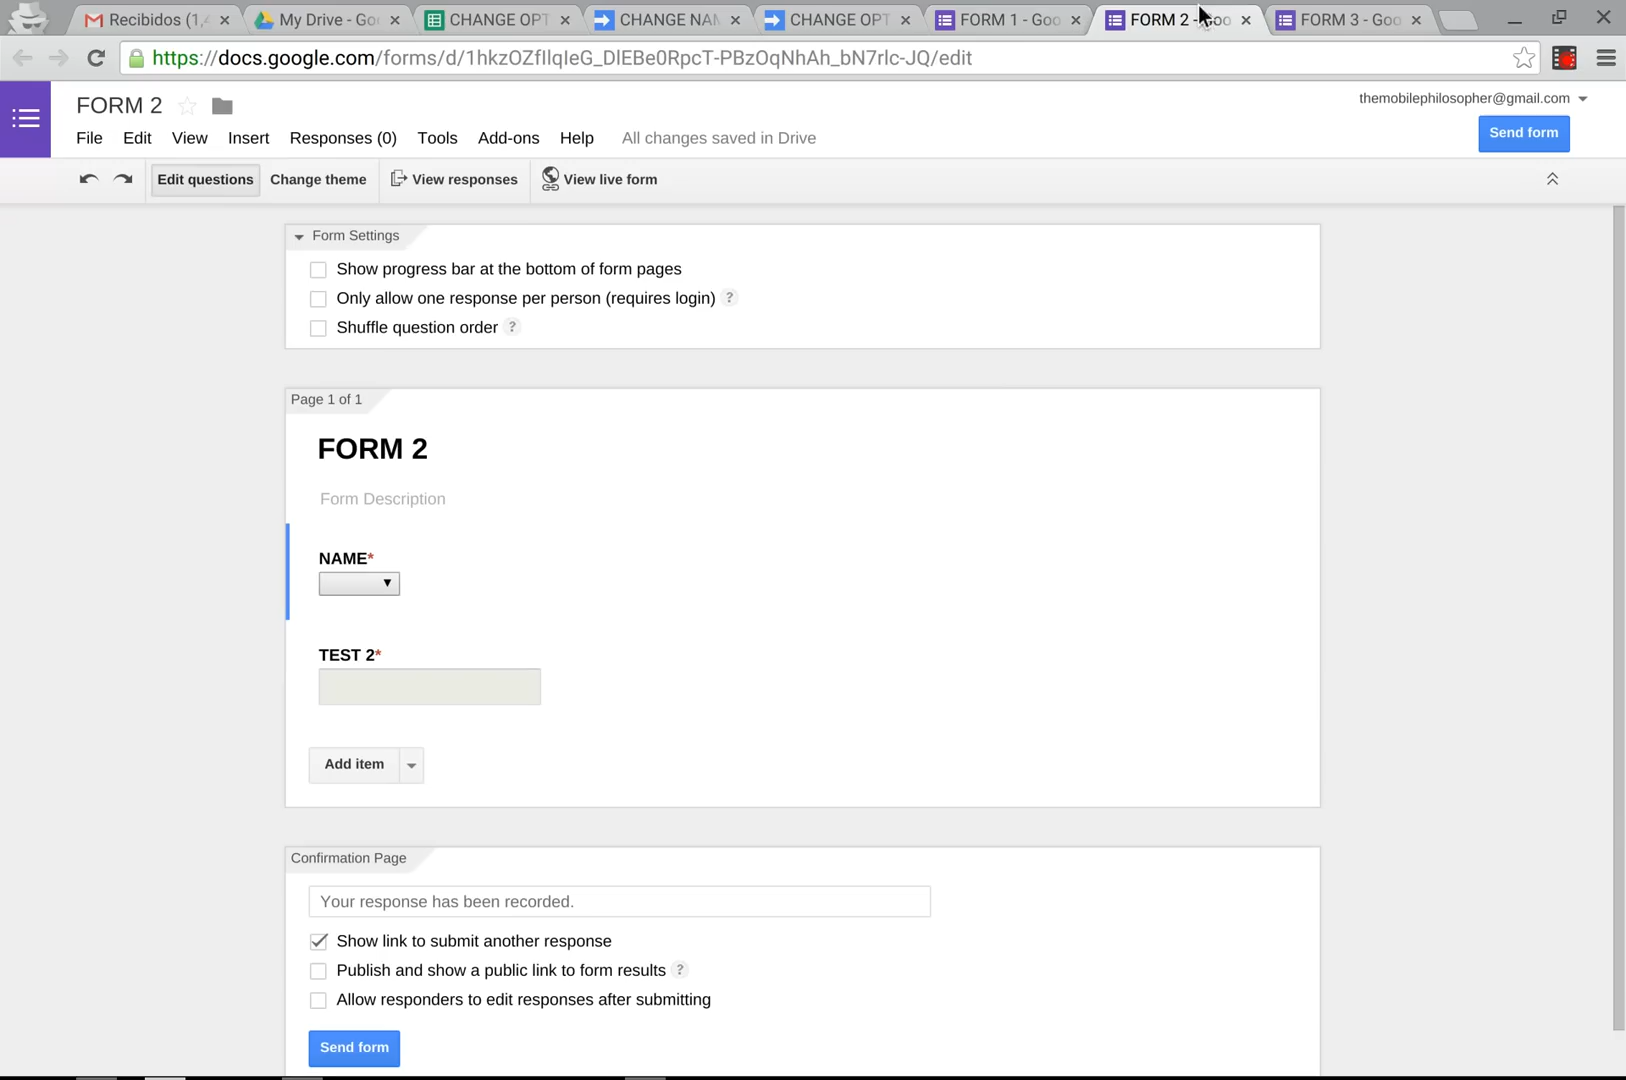 Recibidos (1,
My Drive - Go
CHANGE OPT
CHANGE NAM
CHANGE OPT
FORM 1 - Goo
FORM 2 - Goo
FORM 3 - Goo
https://docs.google.com/forms/d/1hkzOZfIlqIeG_DlEBe0RpcT-PBzOqNhAh_bN7rlc-JQ/edit
FORM 2
themobilephilosopher@gmail.com
File Edit View Insert Responses (0) Tools Add-ons Help All changes saved in Drive
Send form
Edit questions Change theme View responses View live form
Form Settings
Show progress bar at the bottom of form pages
Only allow one response per person (requires login) ?
Shuffle question order ?
Page 1 of 1
FORM 2
Form Description
NAME*
TEST 2*
Add item
Confirmation Page
Your response has been recorded.
Show link to submit another response
Publish and show a public link to form results ?
Allow responders to edit responses after submitting
Send form